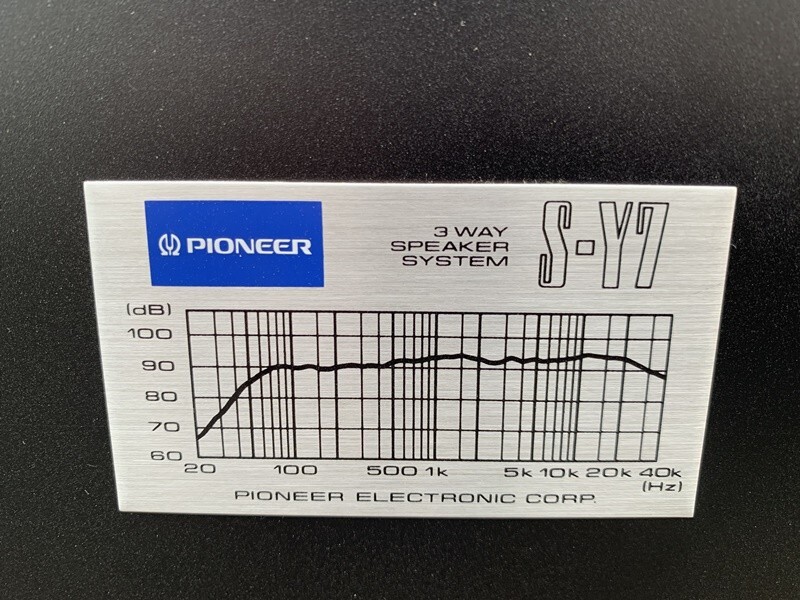 PIONEER
3 WAY
SPEAKER
SYSTEM
S-Y7
(dB)
100
90
80
70
60
20 100 500 1k 5k 10k 20k 40k
(Hz)
PIONEER ELECTRONIC CORP.